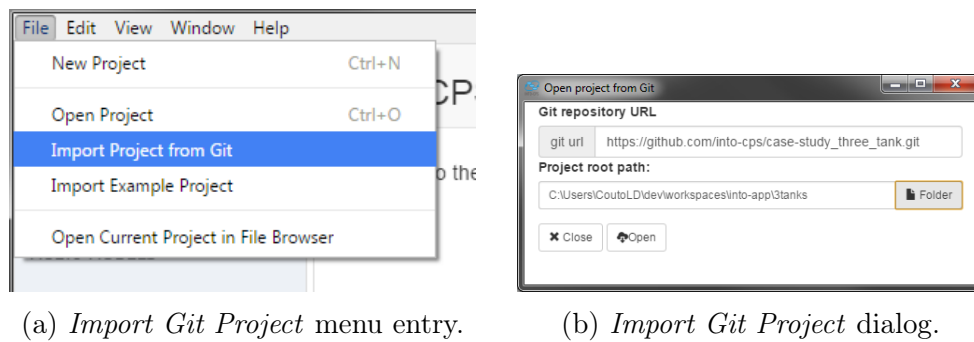 File Edit View Window Help
New Project Ctrl+N
Open Project Ctrl+O
Import Project from Git
Import Example Project
Open Current Project in File Browser
CPS
o the
Open project from Git
Git repository URL
git url https://github.com/into-cps/case-study_three_tank.git
Project root path:
C:\Users\CoutoLD\dev\workspaces\into-app\3tanks Folder
Close Open
(a) Import Git Project menu entry.
(b) Import Git Project dialog.